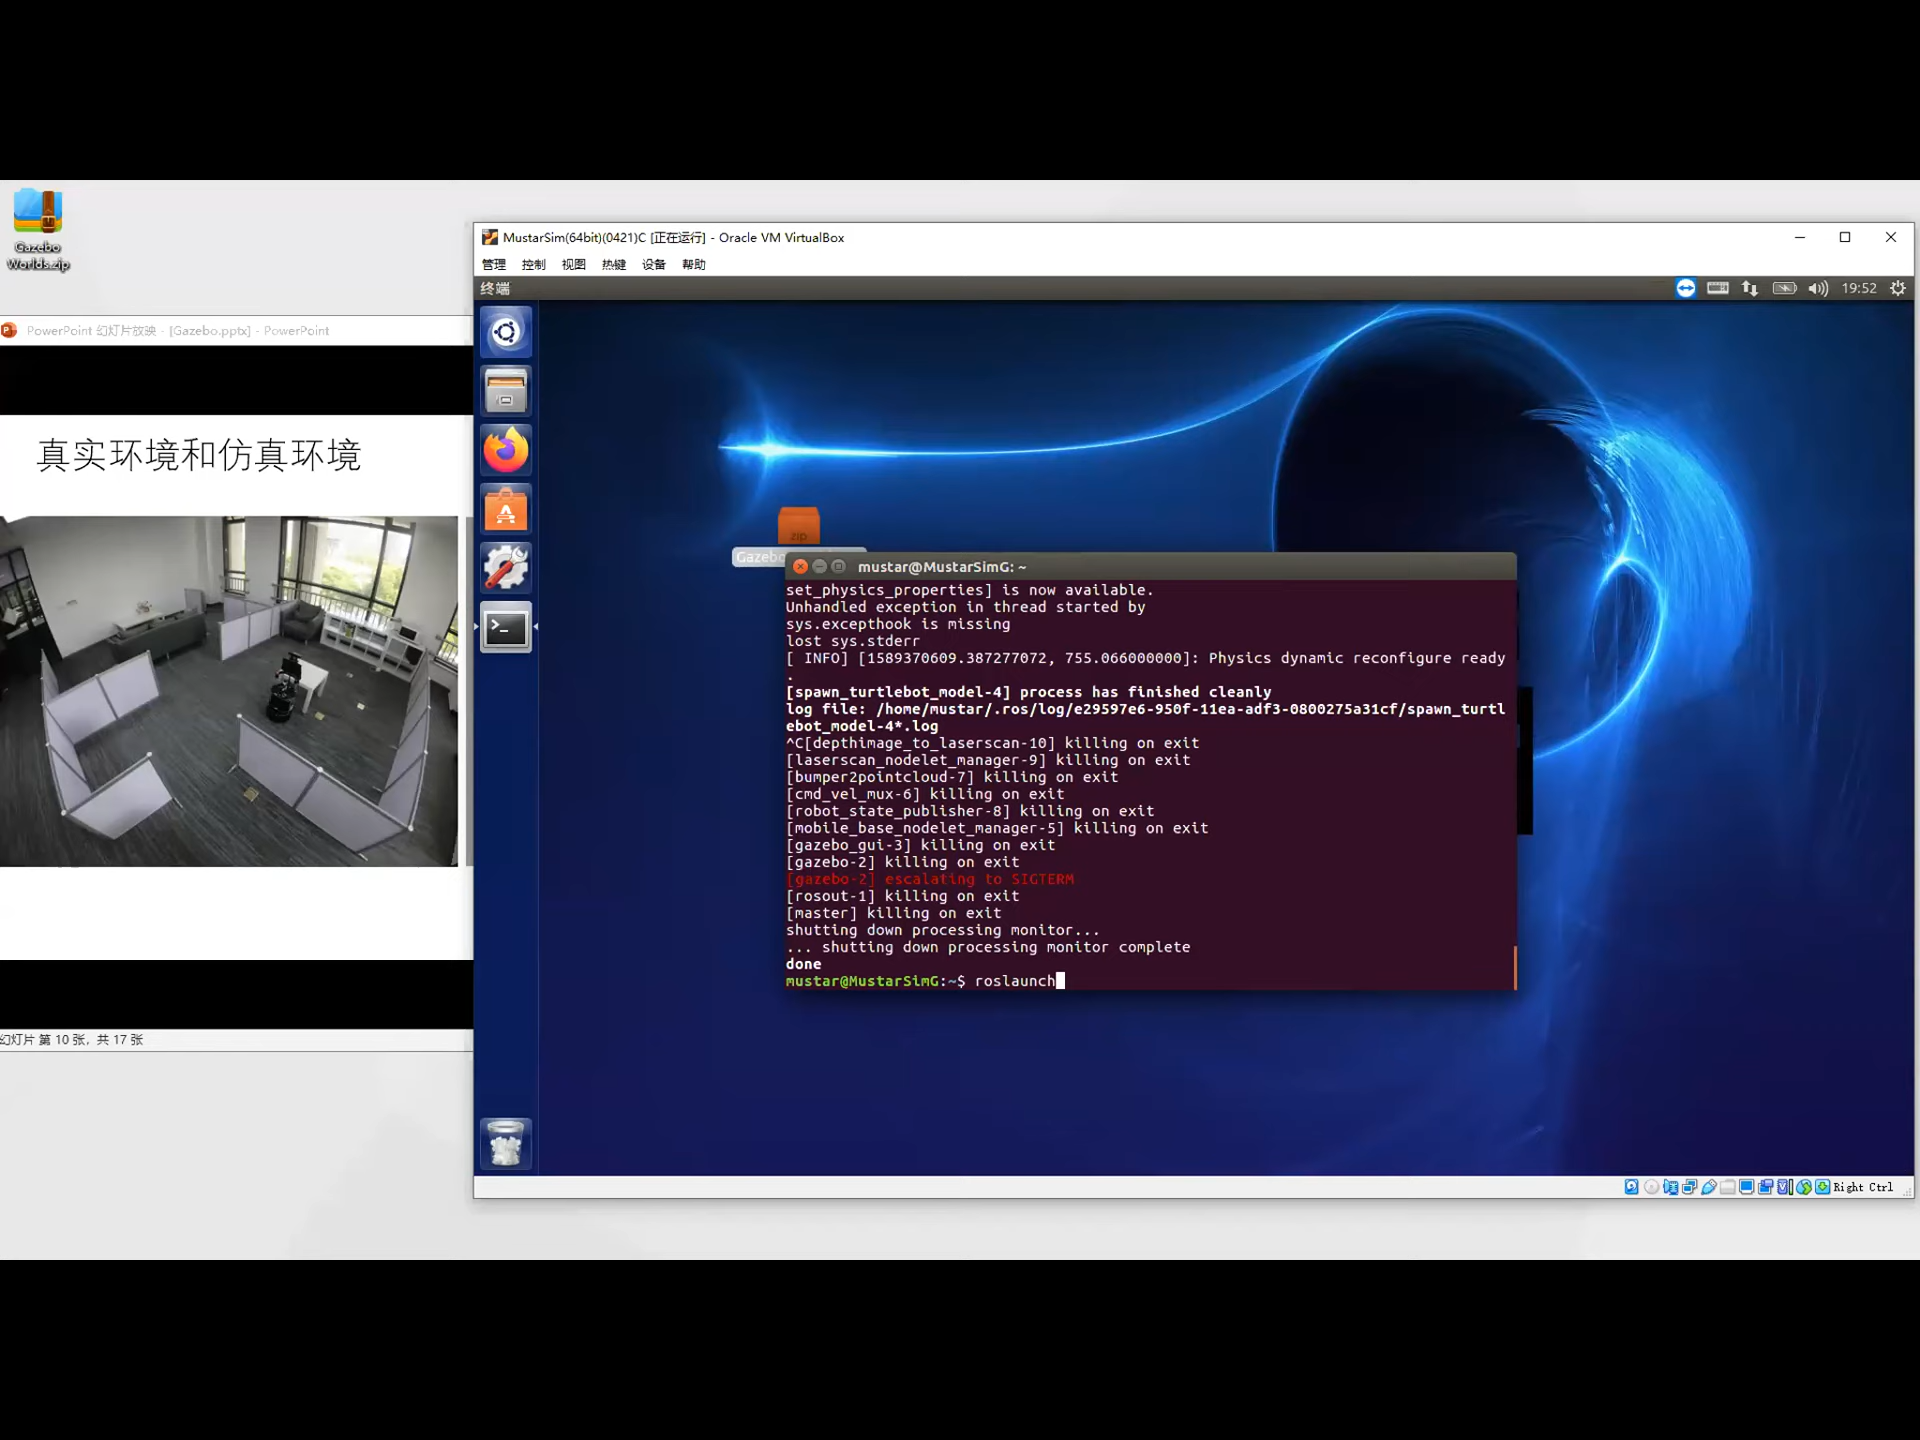 Gazebo
Worlds.zip
PowerPoint 幻灯片放映 - [Gazebo.pptx] - PowerPoint
真实环境和仿真环境
幻灯片 第 10 张，共 17 张
MustarSim(64bit)(0421)C [正在运行] - Oracle VM VirtualBox
管理 控制 视图 热键 设备 帮助
终端
19:52
zip
Gazebo
mustar@MustarSimG: ~
set_physics_properties] is now available.
Unhandled exception in thread started by
sys.excepthook is missing
lost sys.stderr
[ INFO] [1589370609.387277072, 755.066000000]: Physics dynamic reconfigure ready
.
[spawn_turtlebot_model-4] process has finished cleanly
log file: /home/mustar/.ros/log/e29597e6-950f-11ea-adf3-0800275a31cf/spawn_turtl
ebot_model-4*.log
^C[depthimage_to_laserscan-10] killing on exit
[laserscan_nodelet_manager-9] killing on exit
[bumper2pointcloud-7] killing on exit
[cmd_vel_mux-6] killing on exit
[robot_state_publisher-8] killing on exit
[mobile_base_nodelet_manager-5] killing on exit
[gazebo_gui-3] killing on exit
[gazebo-2] killing on exit
[gazebo-2] escalating to SIGTERM
[rosout-1] killing on exit
[master] killing on exit
shutting down processing monitor...
... shutting down processing monitor complete
done
mustar@MustarSimG:~$ roslaunch
Right Ctrl